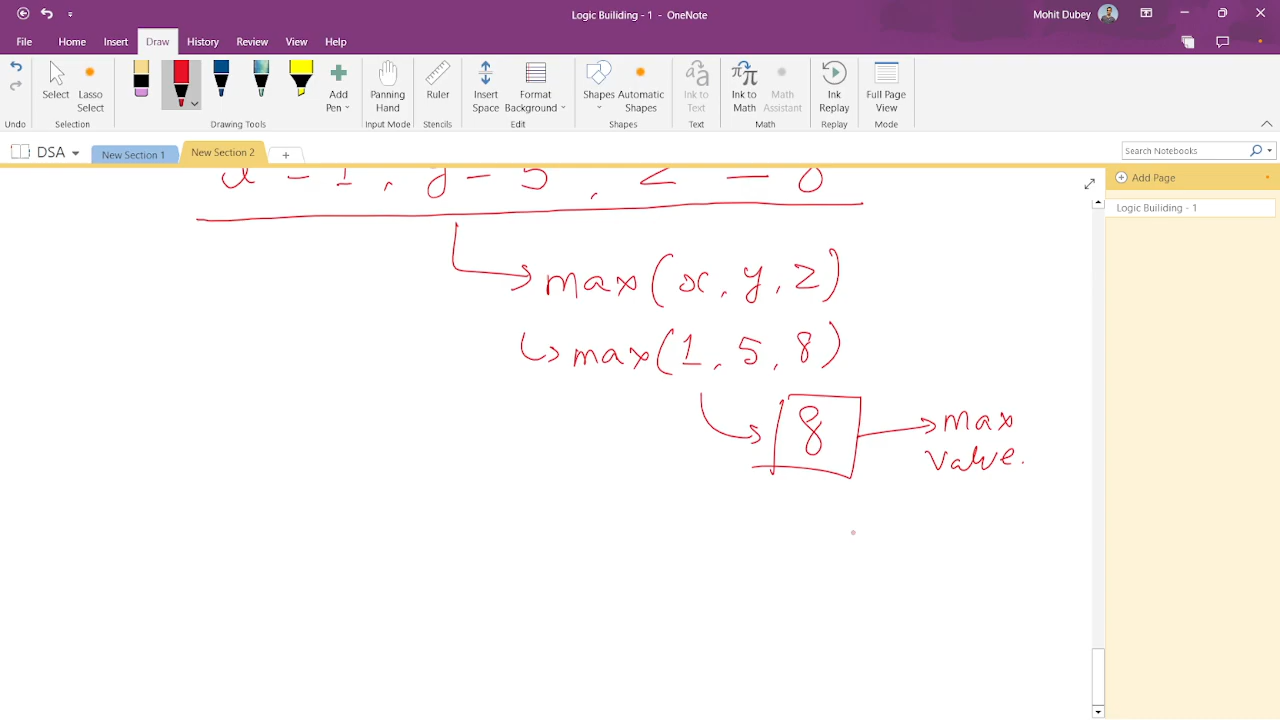 Logic Building - 1 - OneNote
Mohit Dubey
File Home Insert Draw History Review View Help
Undo
Select
Lasso Select
Selection
Add Pen
Drawing Tools
Panning Hand
Input Mode
Ruler
Stencils
Insert Space
Format Background
Edit
Shapes
Automatic Shapes
Shapes
Ink to Text
Text
Ink to Math
Math Assistant
Math
Ink Replay
Replay
Full Page View
Mode
DSA
New Section 1
New Section 2
Search Notebooks
Add Page
Logic Builiding - 1
max(x, y, z)
max(1, 5, 8)
8
max
value.